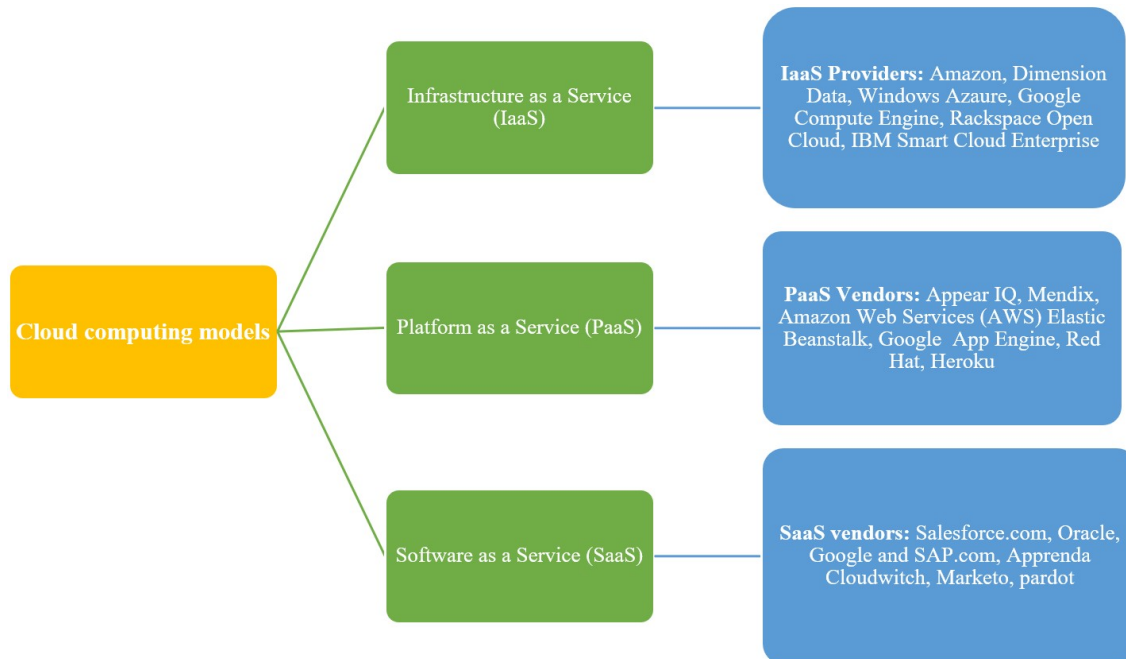 Cloud computing models
Infrastructure as a Service
(IaaS)
IaaS Providers: Amazon, Dimension
Data, Windows Azaure, Google
Compute Engine, Rackspace Open
Cloud, IBM Smart Cloud Enterprise
Platform as a Service (PaaS)
PaaS Vendors: Appear IQ, Mendix,
Amazon Web Services (AWS) Elastic
Beanstalk, Google App Engine, Red
Hat, Heroku
Software as a Service (SaaS)
SaaS vendors: Salesforce.com, Oracle,
Google and SAP.com, Apprenda
Cloudwitch, Marketo, pardot